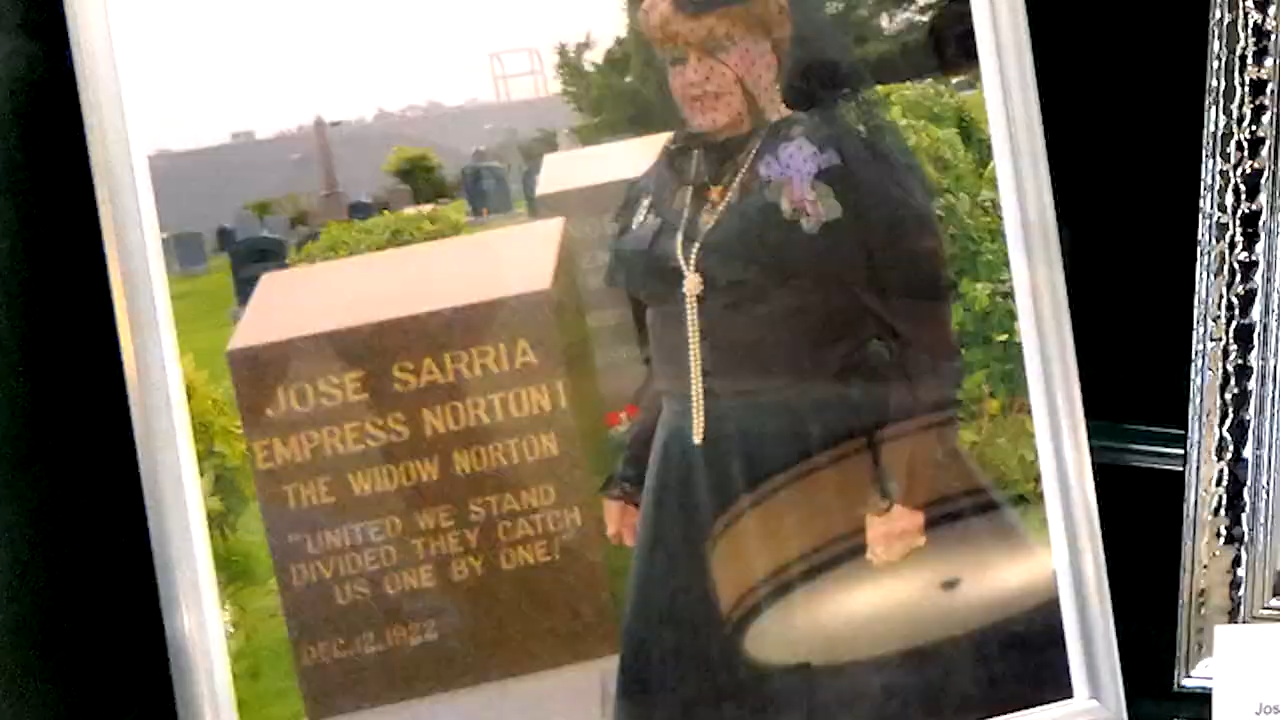 JOSE SARRIA
EMPRESS NORTON I
THE WIDOW NORTON
"UNITED WE STAND
DIVIDED THEY CATCH
US ONE BY ONE!"
DEC. 12, 1922
Jos